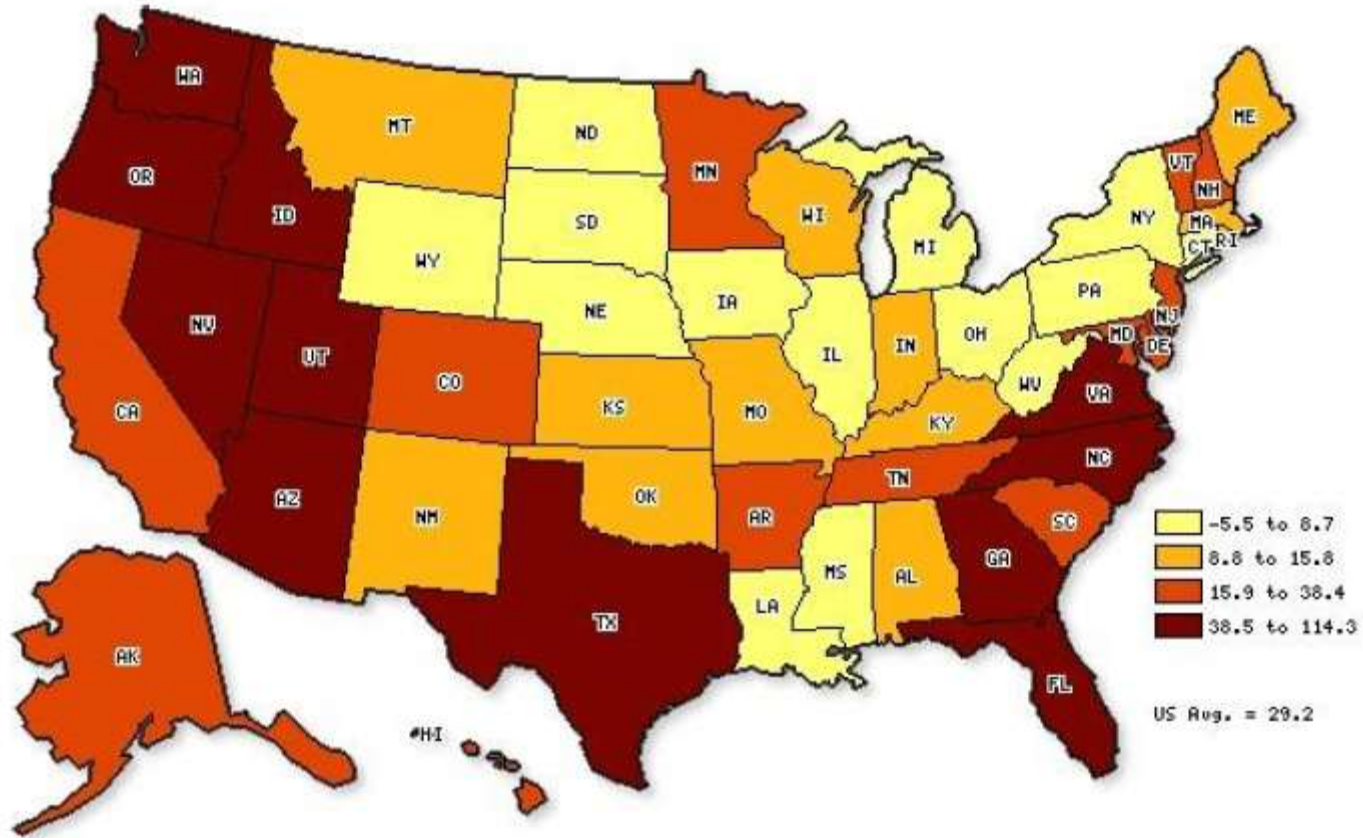 WA
MT
ND
MN
ME
OR
ID
SD
WI
MI
VT
NH
NY
MA
CT
RI
WY
IA
NE
PA
NV
UT
CO
IL
IN
OH
NJ
MD
DE
WV
VA
CA
KS
MO
KY
NC
AZ
NM
OK
AR
TN
SC
GA
TX
LA
MS
AL
FL
AK
HI
-5.5 to 8.7
8.8 to 15.8
15.9 to 38.4
38.5 to 114.3
US Avg. = 29.2